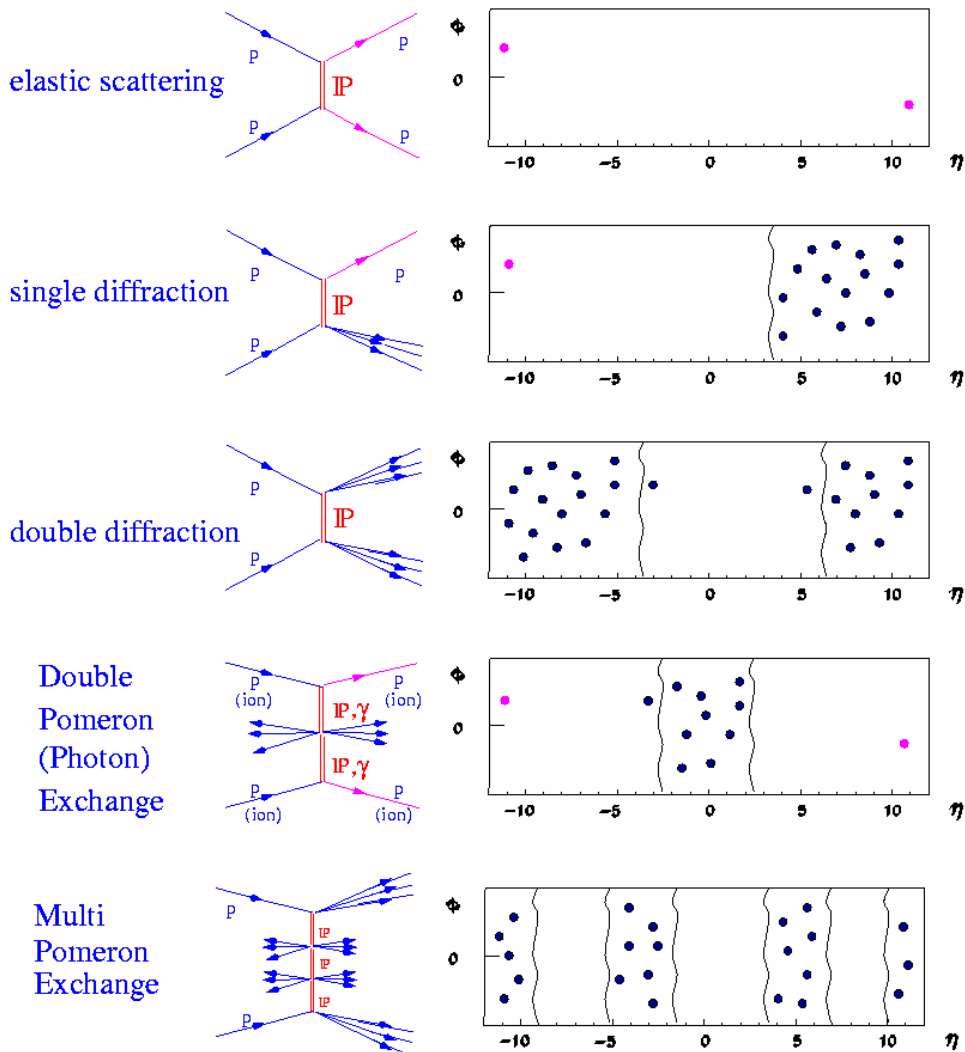 elastic scattering
p p
ℙ
p p
Φ
0
-10 -5 0 5 10 η
single diffraction
p p
ℙ
p
Φ
0
-10 -5 0 5 10 η
double diffraction
p
ℙ
p
Φ
0
-10 -5 0 5 10 η
Double
Pomeron
(Photon)
Exchange
p p
(ion) (ion)
ℙ,γ
ℙ,γ
p p
(ion) (ion)
Φ
0
-10 -5 0 5 10 η
Multi
Pomeron
Exchange
p
ℙ
ℙ
ℙ
p
Φ
0
-10 -5 0 5 10 η